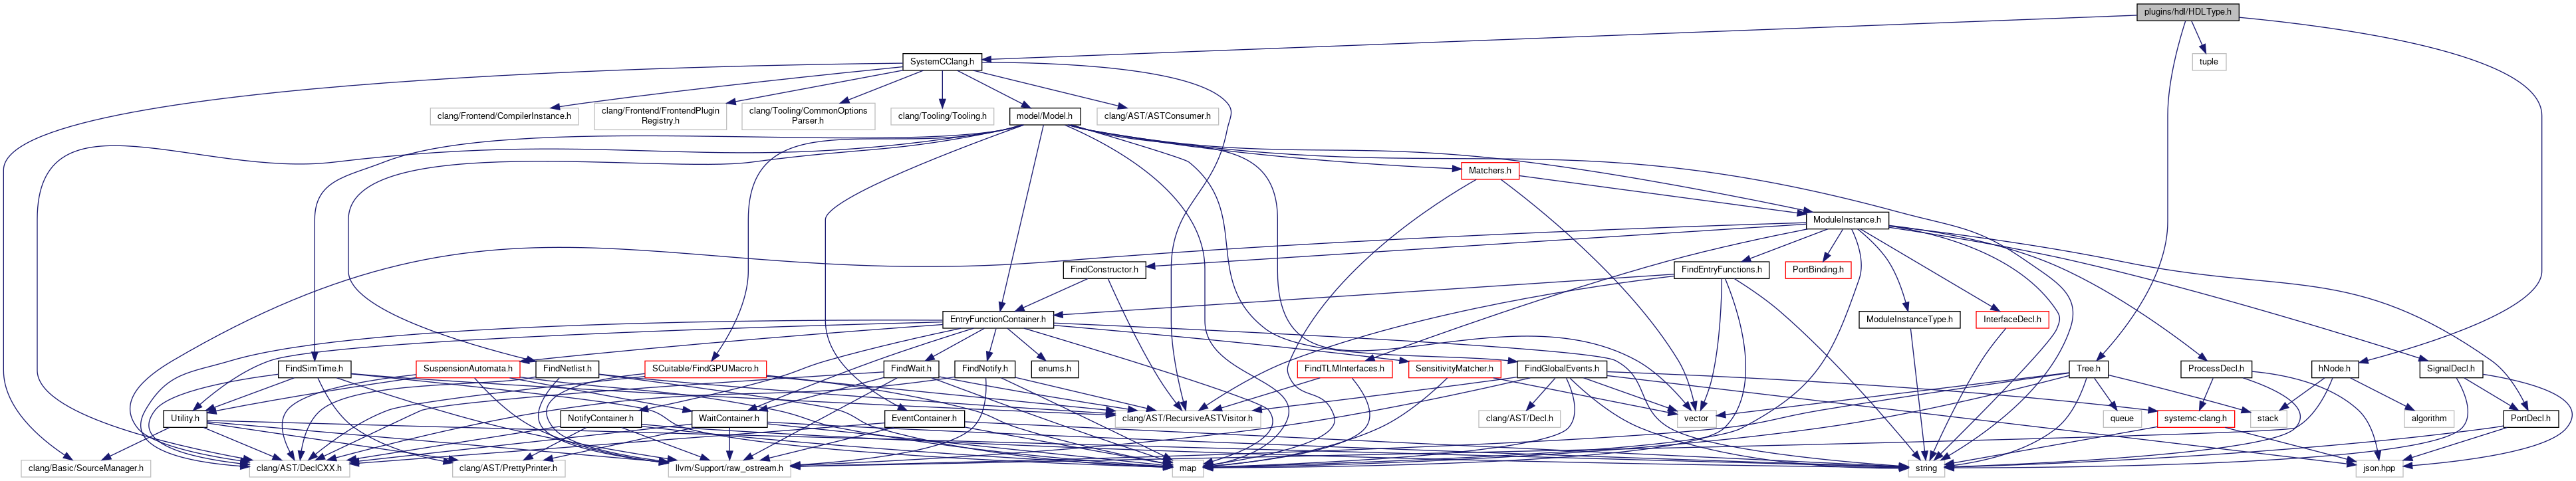 plugins/hdl/HDLType.h
SystemCClang.h
tuple
clang/Frontend/CompilerInstance.h
clang/Frontend/FrontendPlugin
Registry.h
clang/Tooling/CommonOptions
Parser.h
clang/Tooling/Tooling.h
model/Model.h
clang/AST/ASTConsumer.h
Matchers.h
ModuleInstance.h
FindConstructor.h
FindEntryFunctions.h
PortBinding.h
EntryFunctionContainer.h
ModuleInstanceType.h
InterfaceDecl.h
FindSimTime.h
SuspensionAutomata.h
FindNetlist.h
SCuitable/FindGPUMacro.h
FindWait.h
FindNotify.h
enums.h
FindTLMInterfaces.h
SensitivityMatcher.h
FindGlobalEvents.h
Tree.h
ProcessDecl.h
hNode.h
SignalDecl.h
Utility.h
NotifyContainer.h
WaitContainer.h
EventContainer.h
clang/AST/RecursiveASTVisitor.h
clang/AST/Decl.h
vector
queue
systemc-clang.h
stack
algorithm
PortDecl.h
clang/Basic/SourceManager.h
clang/AST/DeclCXX.h
clang/AST/PrettyPrinter.h
llvm/Support/raw_ostream.h
map
string
json.hpp